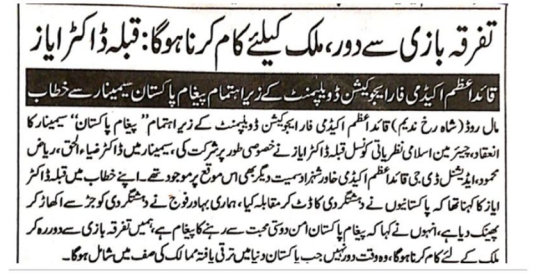 تفرقہ بازی سے دور، ملک کیلئے کام کرنا ہوگا: قبلہ ڈاکٹر ایاز
قائداعظم اکیڈمی فار ایجوکیشن ڈویلپمنٹ کے زیر اہتمام پیغام پاکستان سیمینار سے خطاب
مال روڈ (شاہ رخ ندیم) قائداعظم اکیڈمی فار ایجوکیشن ڈویلپمنٹ کے زیر اہتمام "پیغام پاکستان" سیمینار کا
انعقاد، چیئرمین اسلامی نظریاتی کونسل قبلہ ڈاکٹر ایاز نے خصوصی طور پر شرکت کی، سیمینار میں ڈاکٹر ضیاء الحق، ریاض
محمود، ایڈیشنل ڈی جی قائداعظم اکیڈمی خاور شہزاد سمیت دیگر بھی اس موقع پر موجود تھے۔ اپنے خطاب میں قبلہ ڈاکٹر
ایاز کا کہنا تھا کہ پاکستانیوں نے دہشتگردی کا ڈٹ کر مقابلہ کیا، ہماری بہادر فوج نے دہشتگردی کو جڑ سے اکھاڑ کر
پھینک دیا ہے، انہوں نے کہا کہ پیغام پاکستان امن دوستی محبت سے رہنے کا پیغام ہے، ہمیں تفرقہ بازی سے دور رہ کر
ملک کے لئے کام کرنا ہوگا، وہ وقت دور نہیں جب پاکستان دنیا میں ترقی یافتہ ممالک کی صف میں شامل ہوگا۔